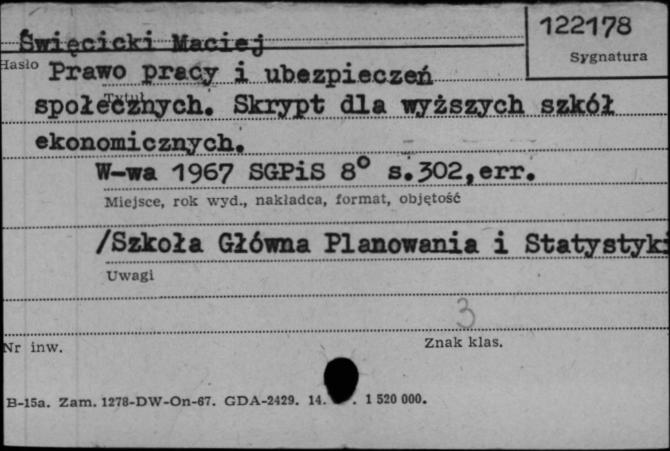 122178
Sygnatura
Święcicki Maciej
Hasło
Prawo pracy i ubezpieczeń
Tytuł
społecznych. Skrypt dla wyższych szkół
ekonomicznych.
W-wa 1967 SGPiS 8° s.302,err.
Miejsce, rok wyd., nakładca, format, objętość
/Szkoła Główna Planowania i Statystyki
Uwagi
3
Nr inw.
Znak klas.
B-15a. Zam. 1278-DW-On-67. GDA-2429. 14. . 1 520 000.